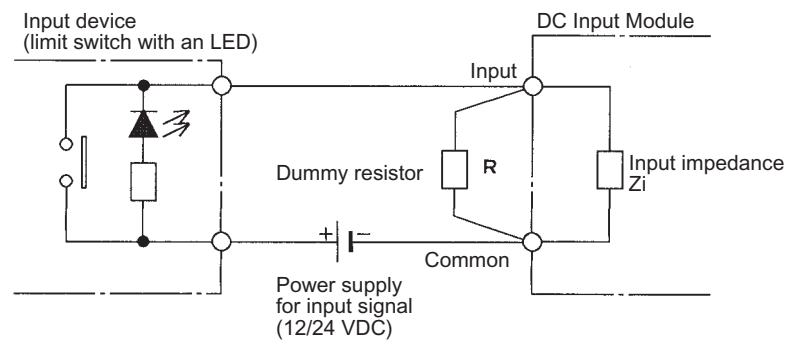 Input device
(limit switch with an LED)
DC Input Module
Input
Dummy resistor
R
Input impedance
Zi
+
−
Common
Power supply
for input signal
(12/24 VDC)